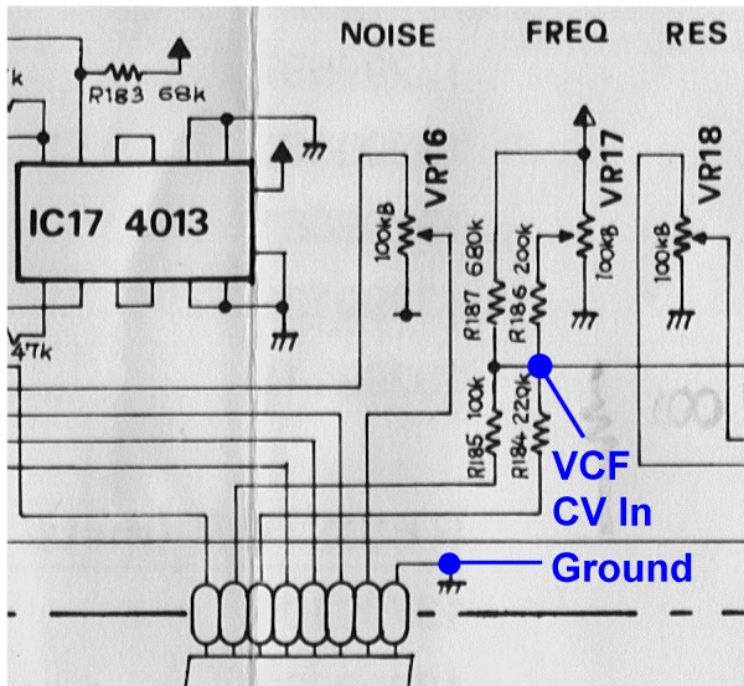 NOISE
FREQ
RES
k
R183 68k
VR16
VR17
VR18
IC17 4013
100kB
R187 680k
R186 200k
100kB
100kB
47k
R185 100k
R184 220k
VCF
CV In
Ground